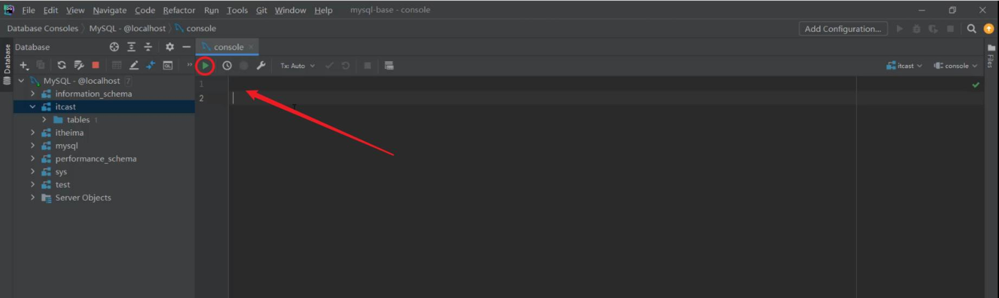 DG File Edit View Navigate Code Refactor Run Tools Git Window Help mysql-base - console
Database Consoles MySQL - @localhost console Add Configuration...
Database
Database
console
QL
Tx: Auto
itcast
console
Files
MySQL - @localhost 7
information_schema
itcast
tables 1
itheima
mysql
performance_schema
sys
test
Server Objects
1
2